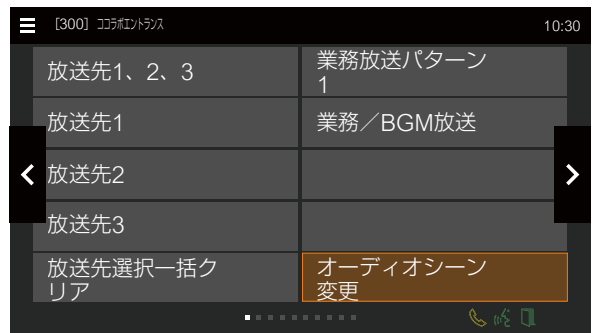 [300] ココラボエントランス
10:30
放送先1、2、3
業務放送パターン
1
放送先1
業務／BGM放送
放送先2
放送先3
放送先選択一括ク
リア
オーディオシーン
変更